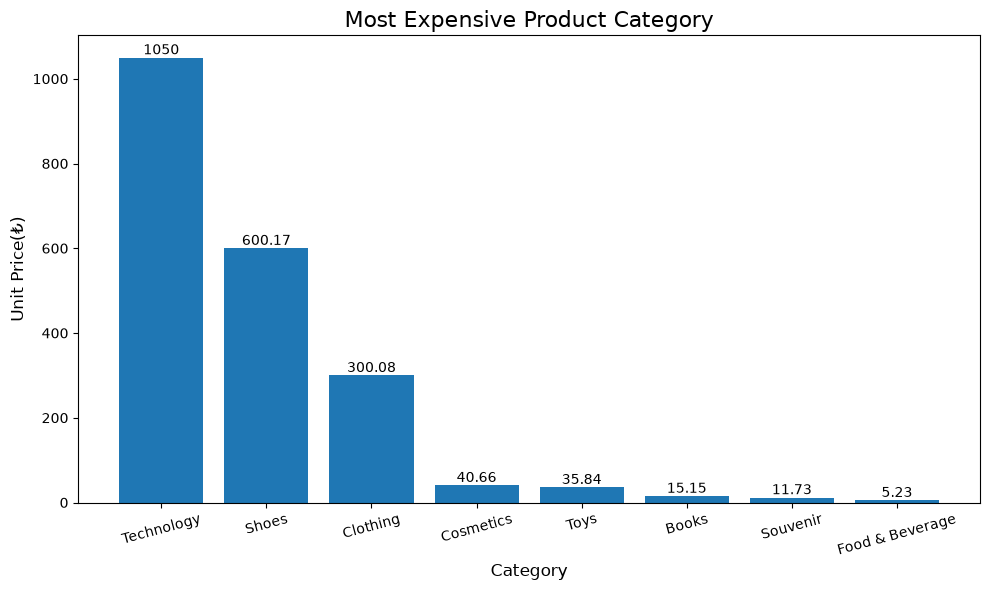 Most Expensive Product Category
Unit Price(₺)
1000
800
600
400
200
0
1050
600.17
300.08
40.66
35.84
15.15
11.73
5.23
Technology
Shoes
Clothing
Cosmetics
Toys
Books
Souvenir
Food & Beverage
Category